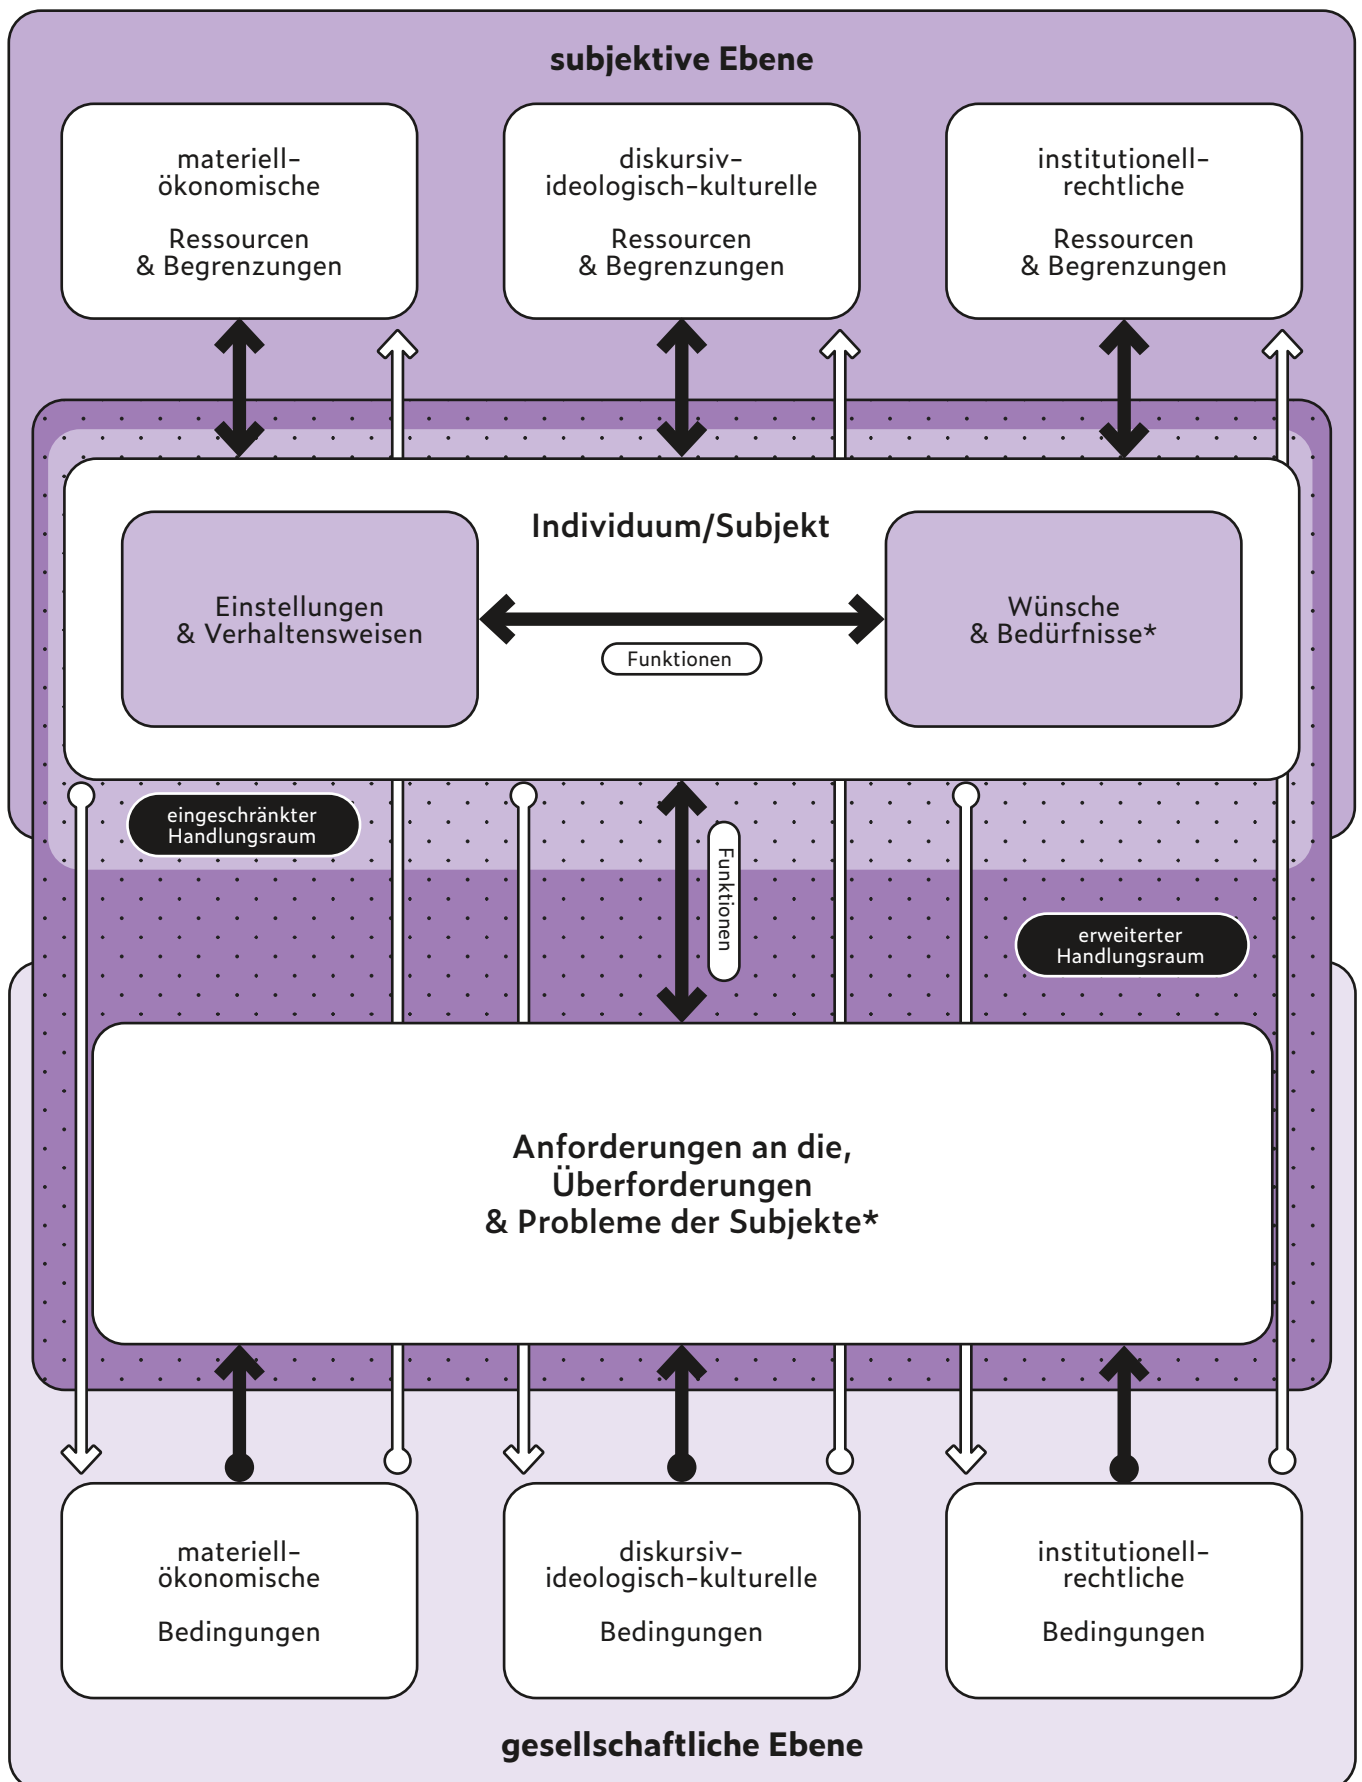 subjektive Ebene
materiell-
ökonomische
Ressourcen
& Begrenzungen
diskursiv-
ideologisch-kulturelle
Ressourcen
& Begrenzungen
institutionell-
rechtliche
Ressourcen
& Begrenzungen
Individuum/Subjekt
Einstellungen
& Verhaltensweisen
Funktionen
Wünsche
& Bedürfnisse*
eingeschränkter
Handlungsraum
Funktionen
erweiterter
Handlungsraum
Anforderungen an die,
Überforderungen
& Probleme der Subjekte*
materiell-
ökonomische
Bedingungen
diskursiv-
ideologisch-kulturelle
Bedingungen
institutionell-
rechtliche
Bedingungen
gesellschaftliche Ebene